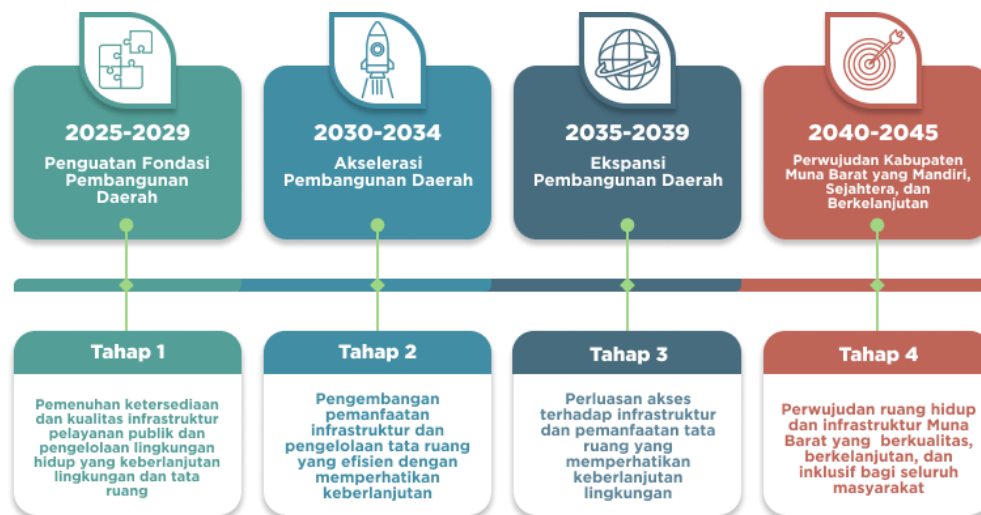 2025-2029
Penguatan Fondasi
Pembangunan
Daerah
2030-2034
Akselerasi
Pembangunan Daerah
2035-2039
Ekspansi
Pembangunan Daerah
2040-2045
Perwujudan Kabupaten
Muna Barat yang Mandiri,
Sejahtera, dan
Berkelanjutan
Tahap 1
Pemenuhan ketersediaan
dan kualitas infrastruktur
pelayanan publik dan
pengelolaan lingkungan
hidup yang keberlanjutan
lingkungan dan tata
ruang
Tahap 2
Pengembangan
pemanfaatan
infrastruktur dan
pengelolaan tata ruang
yang efisien dengan
memperhatikan
keberlanjutan
Tahap 3
Perluasan akses
terhadap infrastruktur
dan pemanfaatan tata
ruang yang
memperhatikan
keberlanjutan
lingkungan
Tahap 4
Perwujudan ruang hidup
dan infrastruktur Muna
Barat yang berkualitas,
berkelanjutan, dan
inklusif bagi seluruh
masyarakat